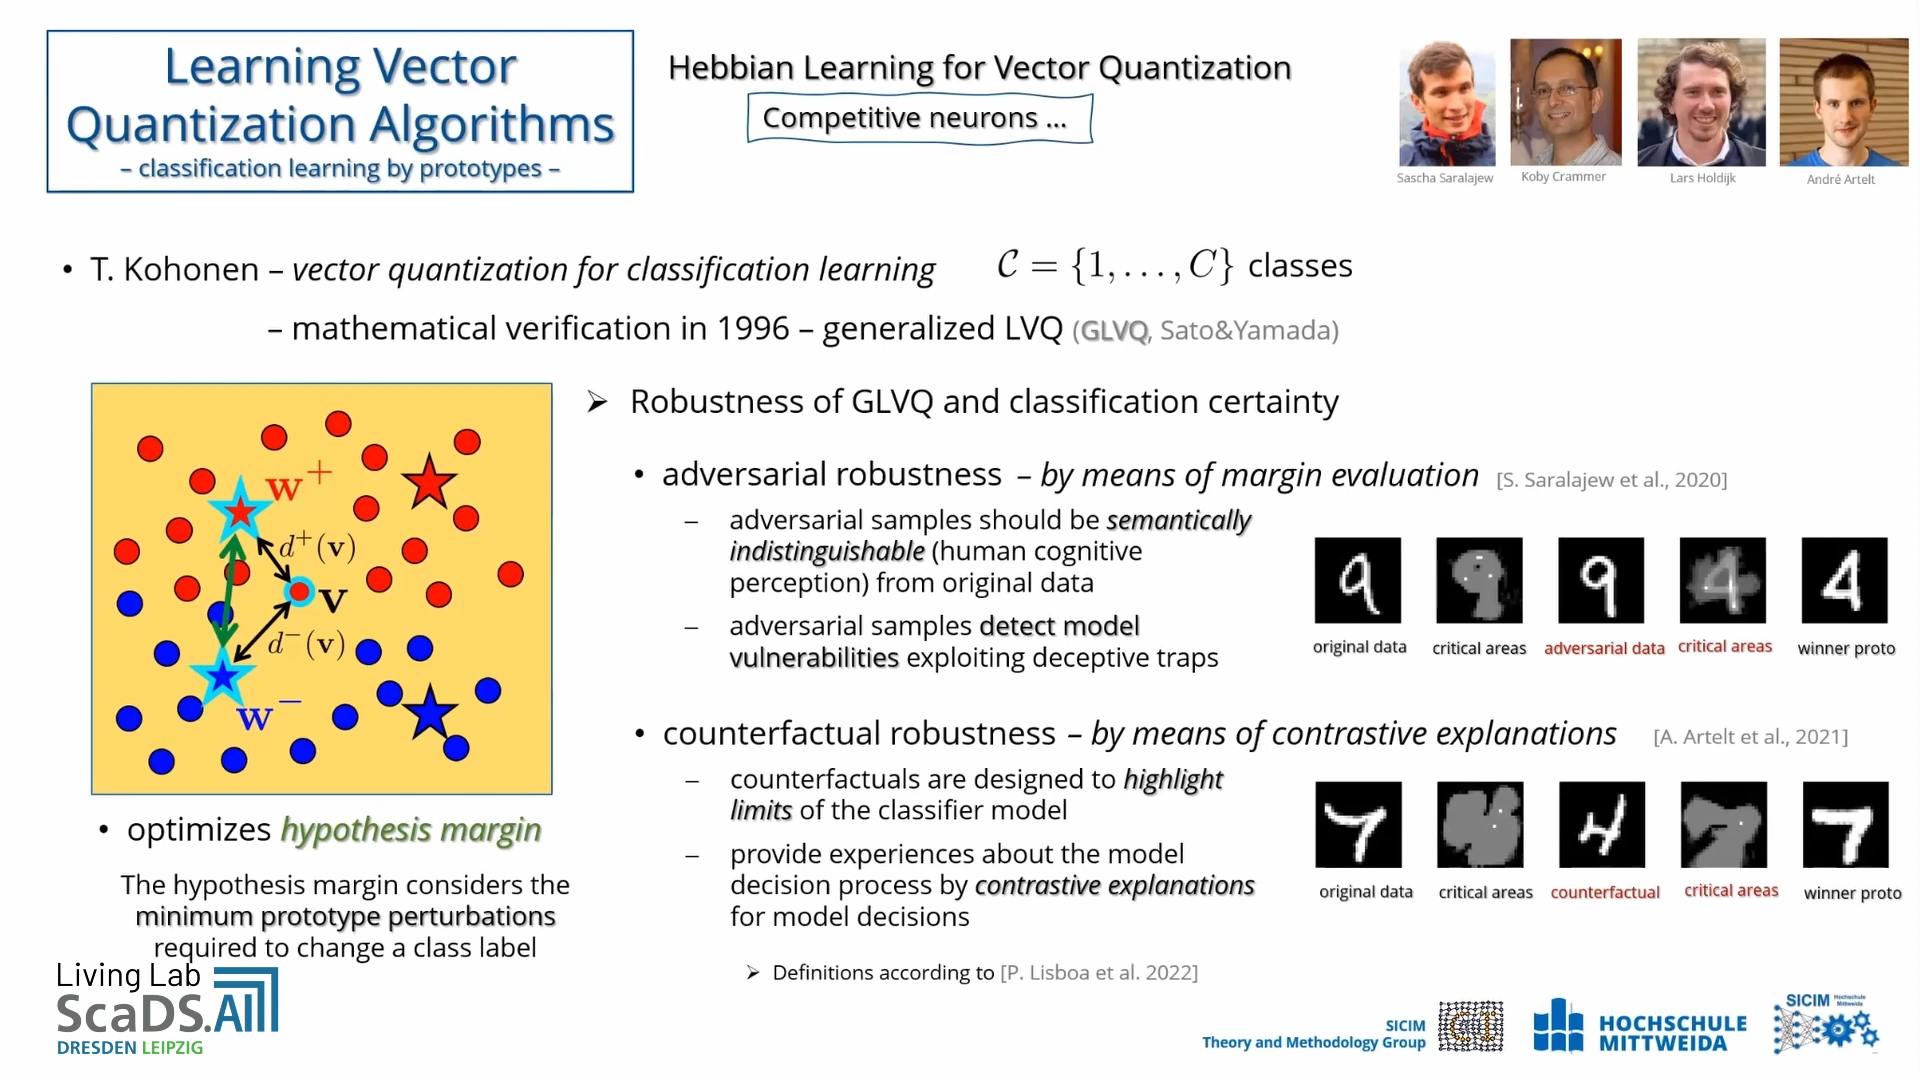 Learning Vector
Quantization Algorithms
– classification learning by prototypes –
Hebbian Learning for Vector Quantization
Competitive neurons ...
Sascha Saralajew
Koby Crammer
Lars Holdijk
André Artelt
• T. Kohonen – vector quantization for classification learning
𝒞 = {1, . . . , C} classes
– mathematical verification in 1996 – generalized LVQ (GLVQ, Sato&Yamada)
w⁺
d⁺(v)
v
d⁻(v)
w⁻
• optimizes hypothesis margin
The hypothesis margin considers the
minimum prototype perturbations
required to change a class label
➢ Robustness of GLVQ and classification certainty
• adversarial robustness – by means of margin evaluation [S. Saralajew et al., 2020]
– adversarial samples should be semantically
indistinguishable (human cognitive
perception) from original data
– adversarial samples detect model
vulnerabilities exploiting deceptive traps
original data
critical areas
adversarial data
critical areas
winner proto
• counterfactual robustness – by means of contrastive explanations [A. Artelt et al., 2021]
– counterfactuals are designed to highlight
limits of the classifier model
– provide experiences about the model
decision process by contrastive explanations
for model decisions
original data
critical areas
counterfactual
critical areas
winner proto
➢ Definitions according to [P. Lisboa et al. 2022]
Living Lab
ScaDS.AI
DRESDEN LEIPZIG
SICIM
Theory and Methodology Group
HOCHSCHULE
MITTWEIDA
SICIM Hochschule
Mittweida